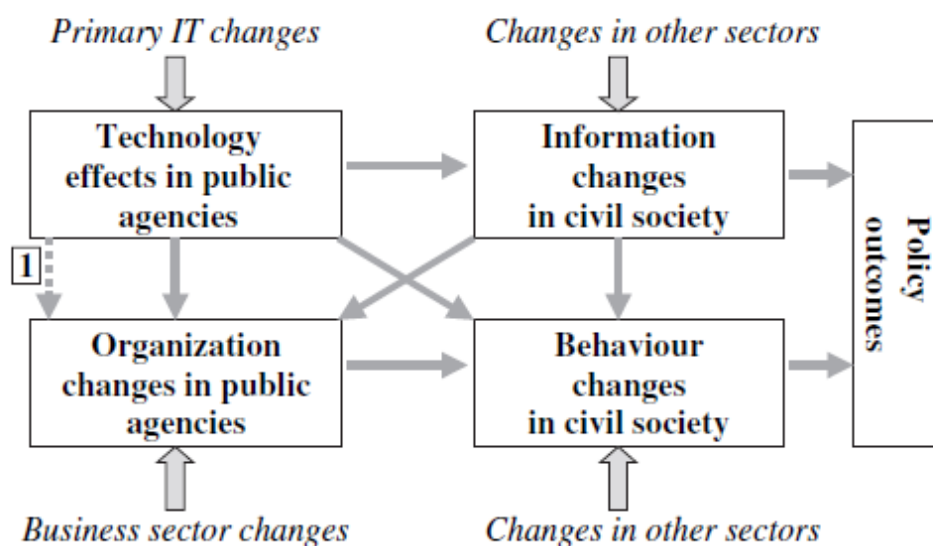 Primary IT changes
Changes in other sectors
Technology
effects in public
agencies
Information
changes
in civil society
Policy
outcomes
1
Organization
changes in public
agencies
Behaviour
changes
in civil society
Business sector changes
Changes in other sectors